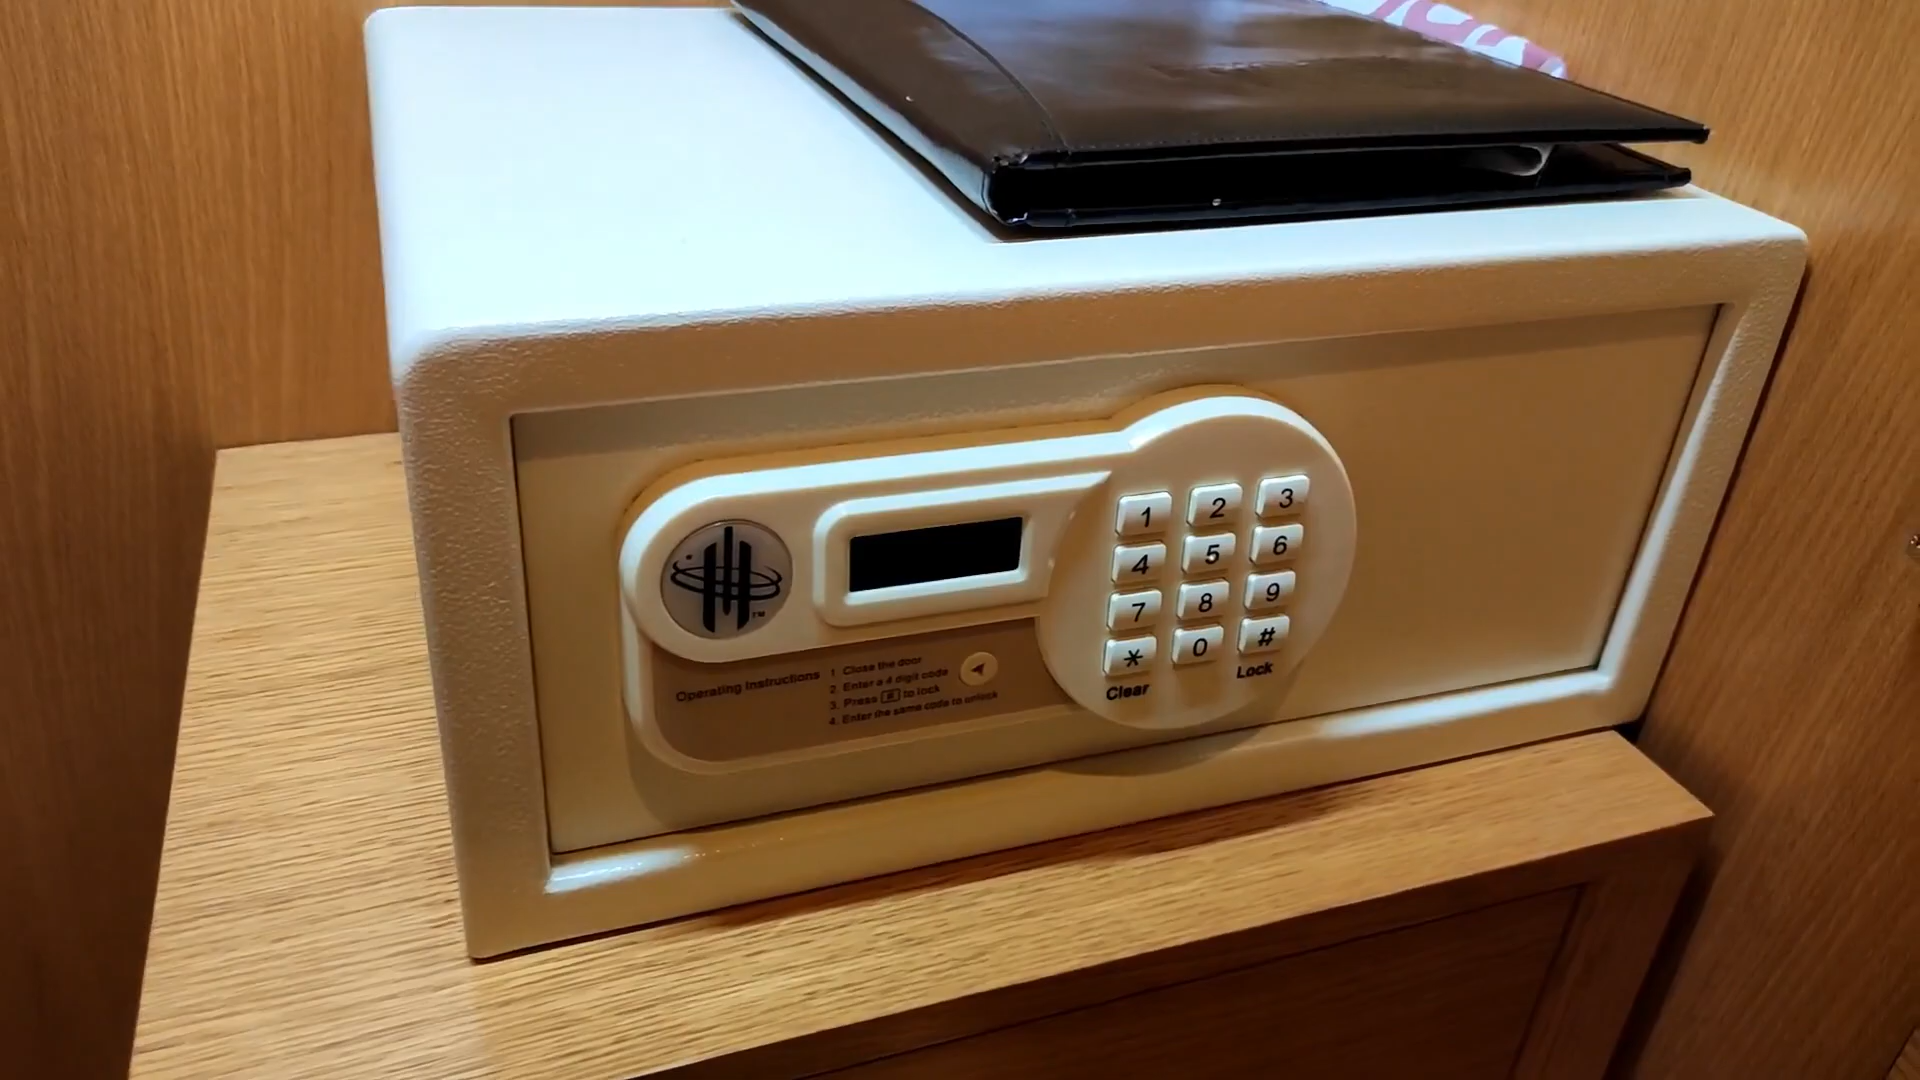 1 2 3
4 5 6
7 8 9
* 0 #
Clear Lock
Operating Instructions
1 Close the door
2 Enter a 4 digit code
3. Press # to lock
4. Enter the same code to unlock
TM